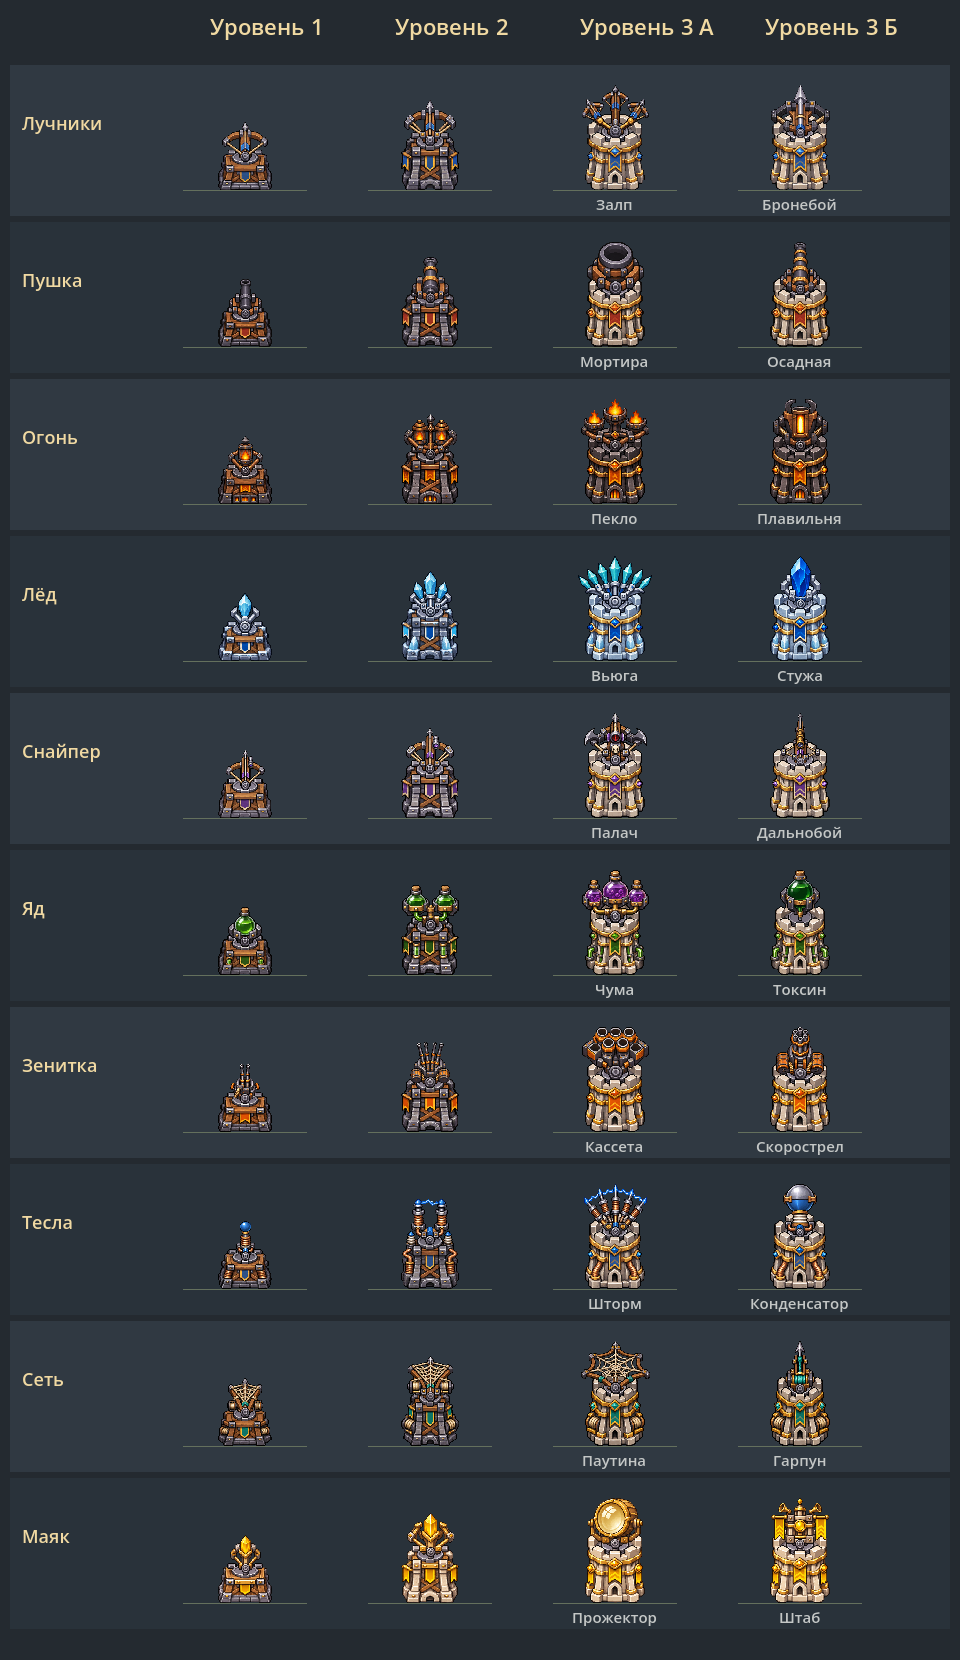 Уровень 1 Уровень 2 Уровень 3 А Уровень 3 Б
Лучники
Залп Бронебой
Пушка
Мортира Осадная
Огонь
Пекло Плавильня
Лёд
Вьюга Стужа
Снайпер
Палач Дальнобой
Яд
Чума Токсин
Зенитка
Кассета Скорострел
Тесла
Шторм Конденсатор
Сеть
Паутина Гарпун
Маяк
Прожектор Штаб